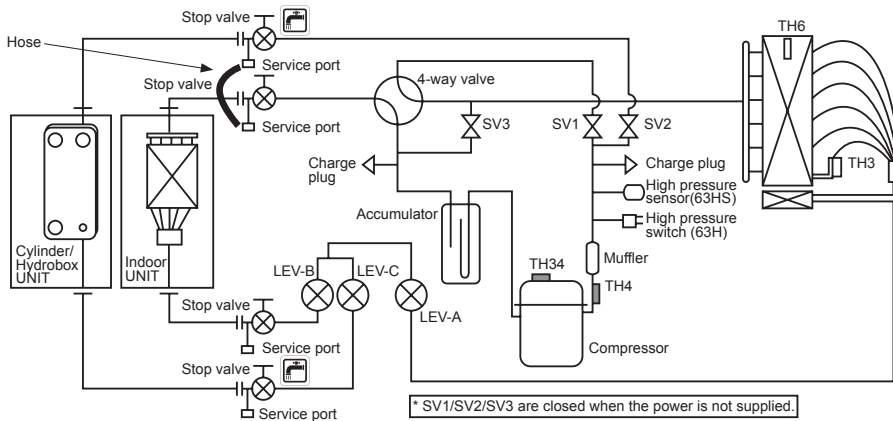 Stop valve
Hose
Service port
Stop valve
4-way valve
TH6
Service port
SV3
SV1
SV2
Charge
plug
Charge plug
TH3
High pressure
sensor(63HS)
Accumulator
High pressure
switch (63H)
Cylinder/
Hydrobox
UNIT
Indoor
UNIT
LEV-B
LEV-C
TH34
Muffler
TH4
Stop valve
LEV-A
Service port
Compressor
Stop valve
Service port
* SV1/SV2/SV3 are closed when the power is not supplied.